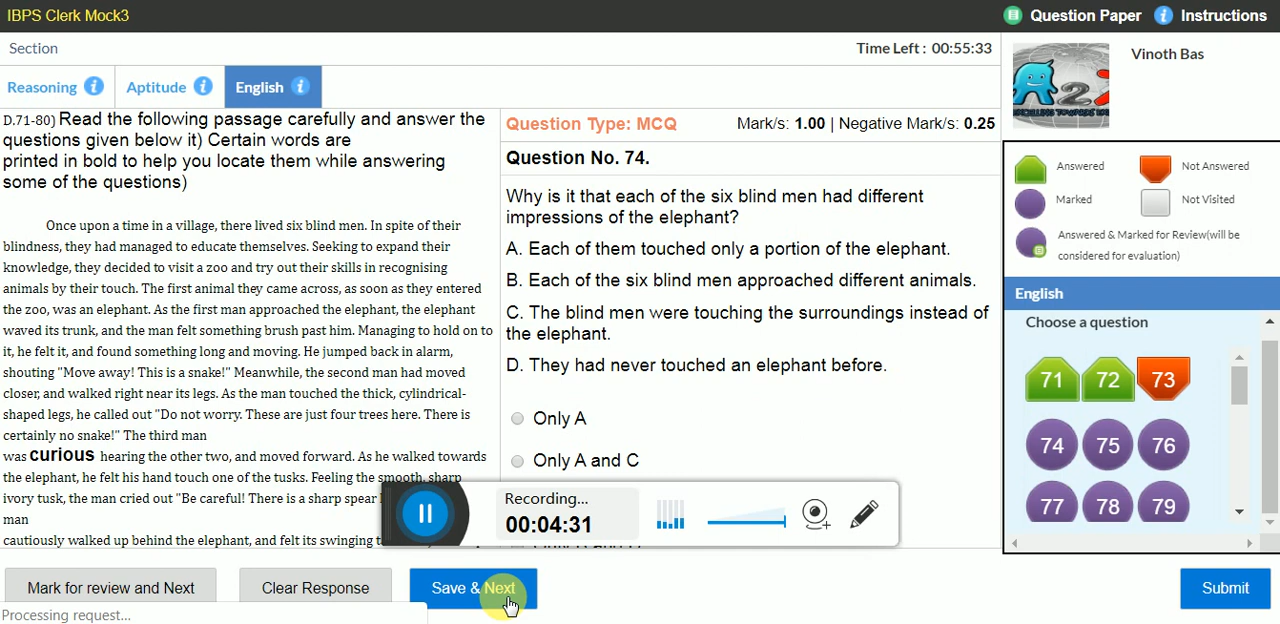 IBPS Clerk Mock3
Question Paper
Instructions
Section
Time Left : 00:55:33
Vinoth Bas
Reasoning
Aptitude
English
D.71-80) Read the following passage carefully and answer the
questions given below it) Certain words are
printed in bold to help you locate them while answering
some of the questions)
Once upon a time in a village, there lived six blind men. In spite of their
blindness, they had managed to educate themselves. Seeking to expand their
knowledge, they decided to visit a zoo and try out their skills in recognising
animals by their touch. The first animal they came across, as soon as they entered
the zoo, was an elephant. As the first man approached the elephant, the elephant
waved its trunk, and the man felt something brush past him. Managing to hold on to
it, he felt it, and found something long and moving. He jumped back in alarm,
shouting "Move away! This is a snake!" Meanwhile, the second man had moved
closer, and walked right near its legs. As the man touched the thick, cylindrical-
shaped legs, he called out "Do not worry. These are just four trees here. There is
certainly no snake!" The third man
was curious hearing the other two, and moved forward. As he walked towards
the elephant, he felt his hand touch one of the tusks. Feeling the smooth, sharp
ivory tusk, the man cried out "Be careful! There is a sharp spear
man
cautiously walked up behind the elephant, and felt its swinging
Question Type: MCQ
Mark/s: 1.00 | Negative Mark/s: 0.25
Question No. 74.
Why is it that each of the six blind men had different
impressions of the elephant?
A. Each of them touched only a portion of the elephant.
B. Each of the six blind men approached different animals.
C. The blind men were touching the surroundings instead of
the elephant.
D. They had never touched an elephant before.
Only A
Only A and C
Recording...
00:04:31
Answered
Not Answered
Marked
Not Visited
Answered & Marked for Review(will be
considered for evaluation)
English
Choose a question
71 72 73
74 75 76
77 78 79
Mark for review and Next
Clear Response
Save & Next
Submit
Processing request...